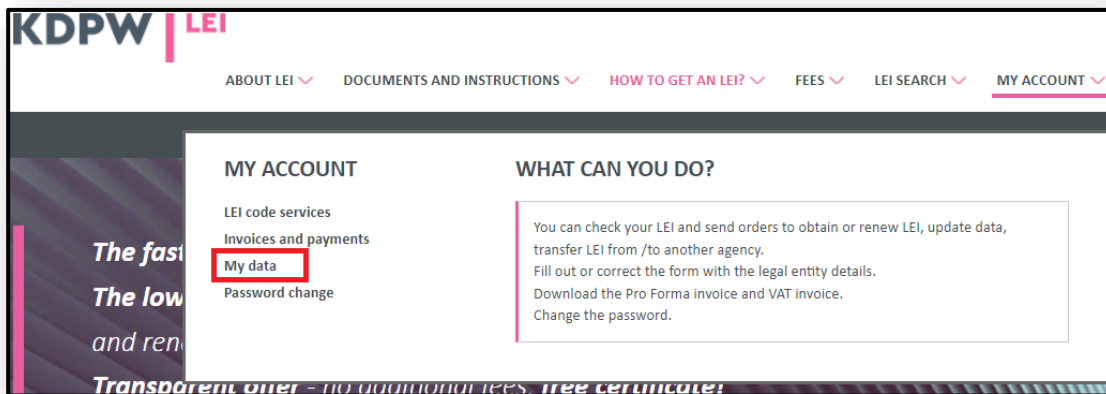 KDPW LEI
ABOUT LEI DOCUMENTS AND INSTRUCTIONS HOW TO GET AN LEI? FEES LEI SEARCH MY ACCOUNT
MY ACCOUNT
LEI code services
Invoices and payments
My data
Password change
WHAT CAN YOU DO?
You can check your LEI and send orders to obtain or renew LEI, update data,
transfer LEI from /to another agency.
Fill out or correct the form with the legal entity details.
Download the Pro Forma invoice and VAT invoice.
Change the password.
The fast
The low
and ren
Transparent offer - no additional fees, free certificate!